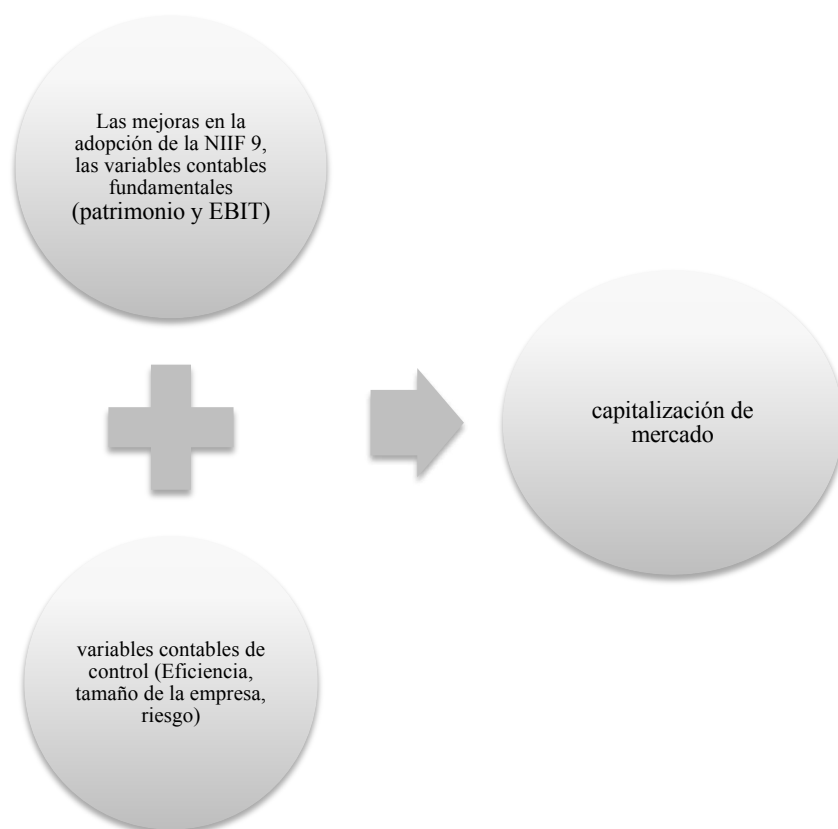 Las mejoras en la
adopción de la NIIF 9,
las variables contables
fundamentales
(patrimonio y EBIT)
capitalización de
mercado
variables contables de
control (Eficiencia,
tamaño de la empresa,
riesgo)